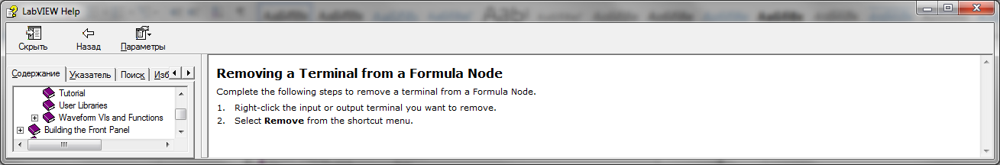 LabVIEW Help
Скрыть Назад Параметры
Содержание Указатель Поиск Изб
Tutorial
User Libraries
Waveform VIs and Functions
Building the Front Panel
Removing a Terminal from a Formula Node
Complete the following steps to remove a terminal from a Formula Node.
1. Right-click the input or output terminal you want to remove.
2. Select Remove from the shortcut menu.